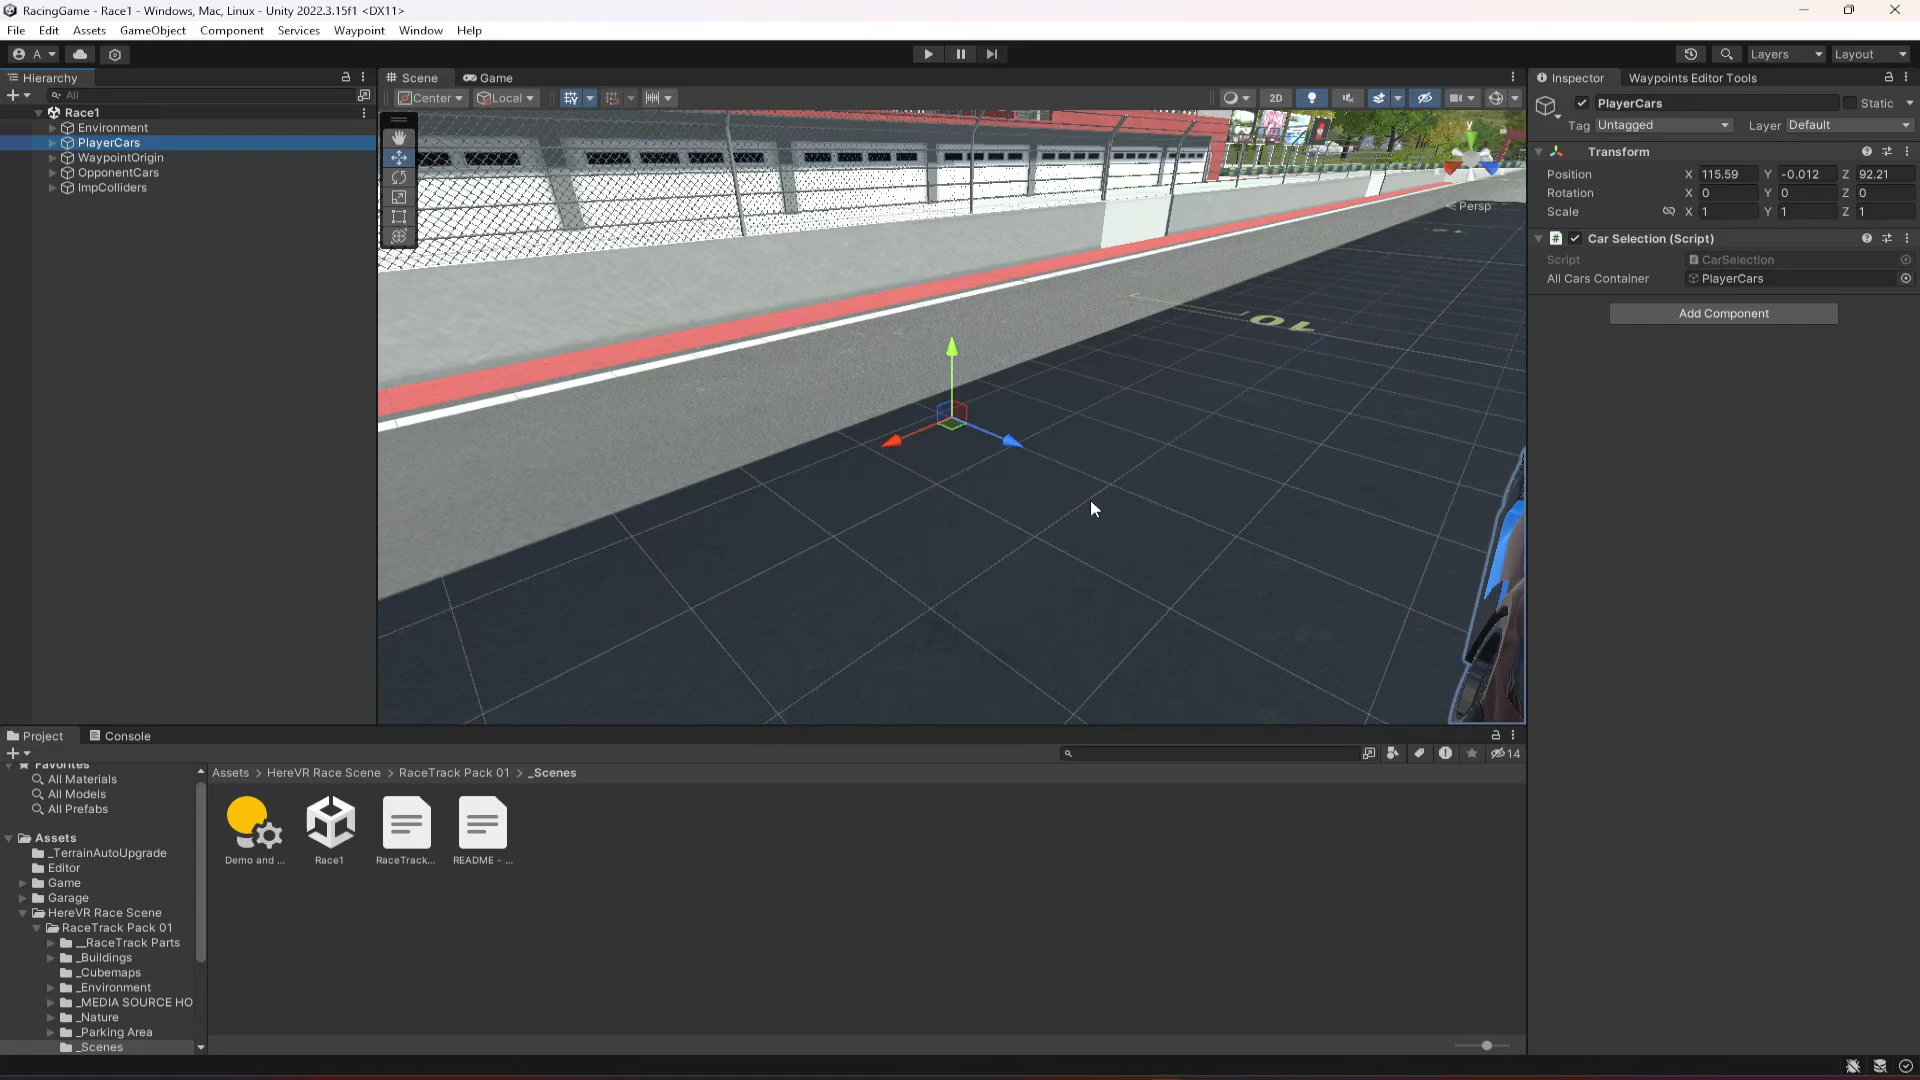 RacingGame - Race1 - Windows, Mac, Linux - Unity 2022.3.15f1 <DX11>
File Edit Assets GameObject Component Services Waypoint Window Help
A Layers Layout
Hierarchy
All
Race1
Environment
PlayerCars
WaypointOrigin
OpponentCars
ImpColliders
Scene Game
Center Local 2D
Y
< Persp
10
Inspector Waypoints Editor Tools
PlayerCars Static
Tag Untagged Layer Default
Transform
Position X 115.59 Y -0.012 Z 92.21
Rotation X 0 Y 0 Z 0
Scale X 1 Y 1 Z 1
# Car Selection (Script)
Script CarSelection
All Cars Container PlayerCars
Add Component
Project Console
14
Favorites
All Materials
All Models
All Prefabs
Assets
_TerrainAutoUpgrade
Editor
Game
Garage
HereVR Race Scene
RaceTrack Pack 01
__RaceTrack Parts
_Buildings
_Cubemaps
_Environment
_MEDIA SOURCE HO
_Nature
_Parking Area
_Scenes
Assets > HereVR Race Scene > RaceTrack Pack 01 > _Scenes
Demo and ... Race1 RaceTrack... README - ...